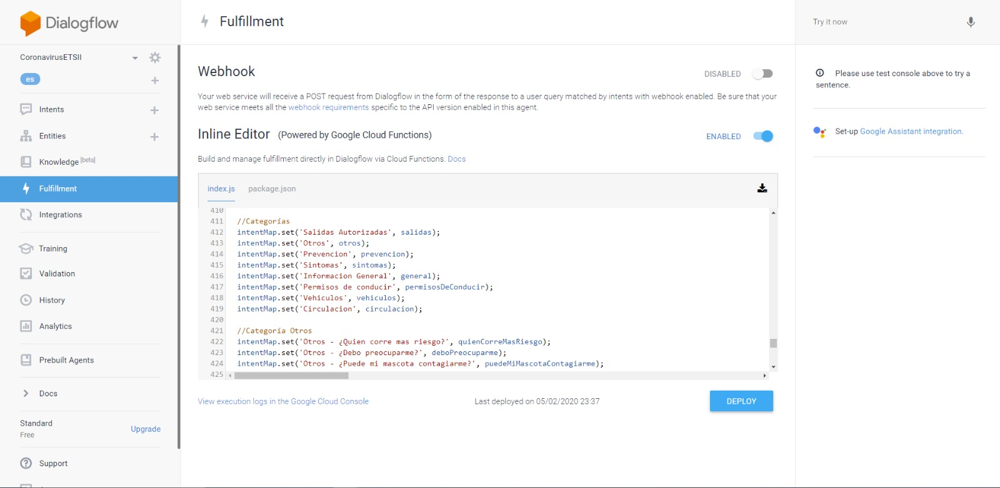 Dialogflow
CoronavirusETSII
es
Intents
Entities
Knowledge [beta]
Fulfillment
Integrations
Training
Validation
History
Analytics
Prebuilt Agents
Docs
Standard
Free
Upgrade
Support
Fulfillment
Webhook
DISABLED
Your web service will receive a POST request from Dialogflow in the form of the response to a user query matched by intents with webhook enabled. Be sure that your
web service meets all the webhook requirements specific to the API version enabled in this agent.
Inline Editor (Powered by Google Cloud Functions)
ENABLED
Build and manage fulfillment directly in Dialogflow via Cloud Functions. Docs
index.js package.json
410
411 //Categorías
412 intentMap.set('Salidas Autorizadas', salidas);
413 intentMap.set('Otros', otros);
414 intentMap.set('Prevencion', prevencion);
415 intentMap.set('Sintomas', sintomas);
416 intentMap.set('Informacion General', general);
417 intentMap.set('Permisos de conducir', permisosDeConducir);
418 intentMap.set('Vehiculos', vehiculos);
419 intentMap.set('Circulacion', circulacion);
420
421 //Categoría Otros
422 intentMap.set('Otros - ¿Quien corre mas riesgo?', quienCorreMasRiesgo);
423 intentMap.set('Otros - ¿Debo preocuparme?', deboPreocuparme);
424 intentMap.set('Otros - ¿Puede mi mascota contagiarme?', puedeMiMascotaContagiarme);
425
View execution logs in the Google Cloud Console
Last deployed on 05/02/2020 23:37
DEPLOY
Try it now
Please use test console above to try a
sentence.
Set-up Google Assistant integration.